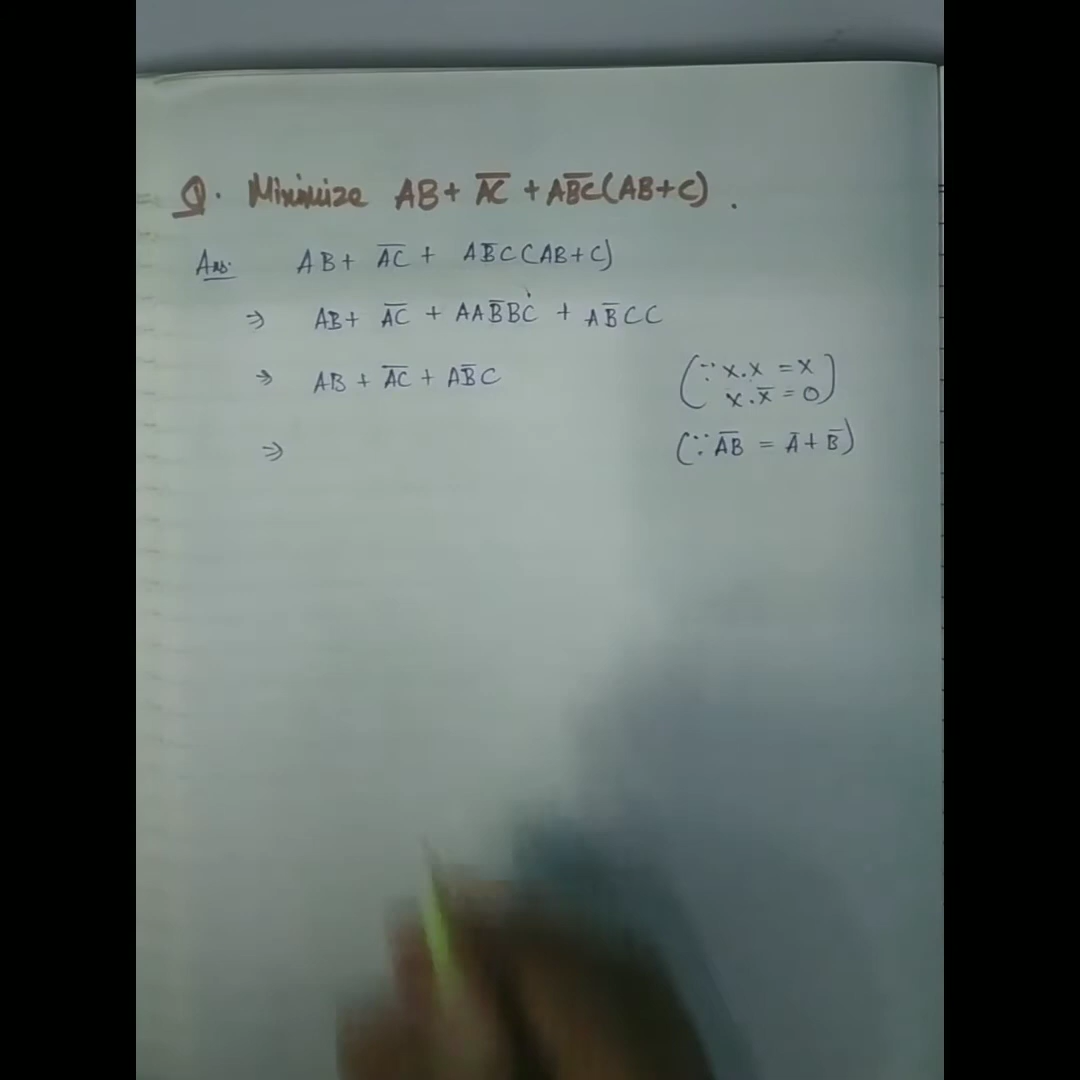 Q. Minimize AB + A̅C̅ + AB̅C(AB+C).
Ans. AB + A̅C̅ + AB̅C(AB+C)
⇒ AB + A̅C̅ + AAB̅BC + AB̅CC
⇒ AB + A̅C̅ + AB̅C (∵ x.x = x
x.x̅ = 0)
⇒ (∵ A̅B̅ = A̅ + B̅)